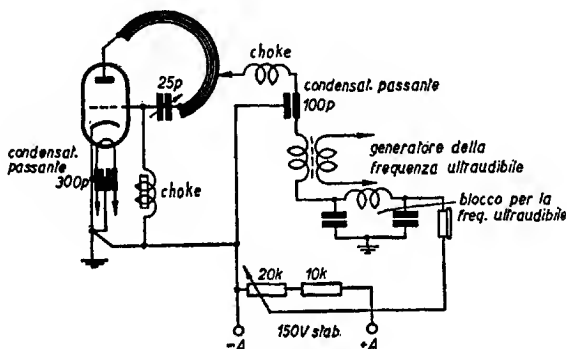 choke
25p
condensat. passante
100p
condensat.
passante
300p
choke
generatore della
frequenza ultraudibile
blocco per la
freq. ultraudibile
20k
10k
150V stab.
-A
+A